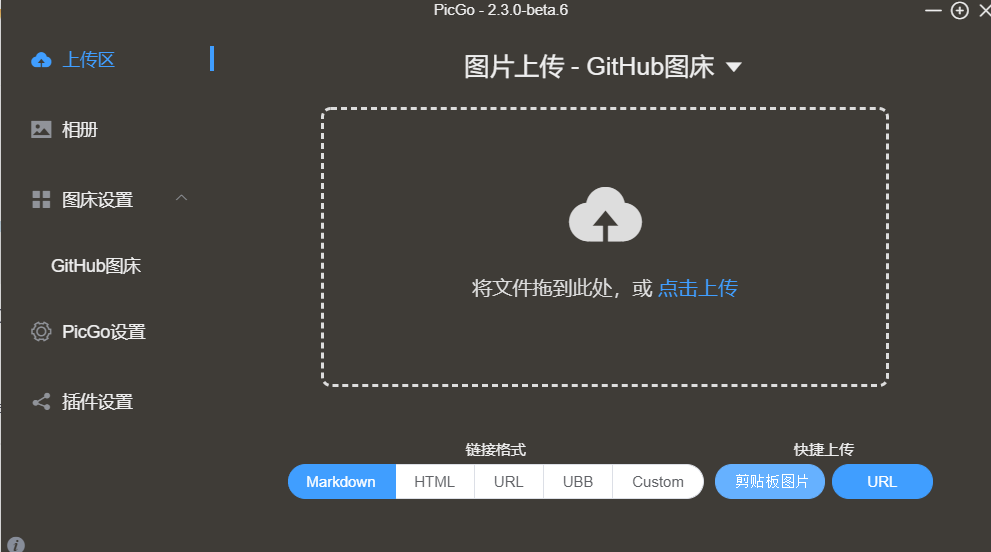 PicGo - 2.3.0-beta.6
上传区
相册
图床设置
GitHub图床
PicGo设置
插件设置
图片上传 - GitHub图床
将文件拖到此处，或 点击上传
链接格式
Markdown HTML URL UBB Custom
快捷上传
剪贴板图片 URL